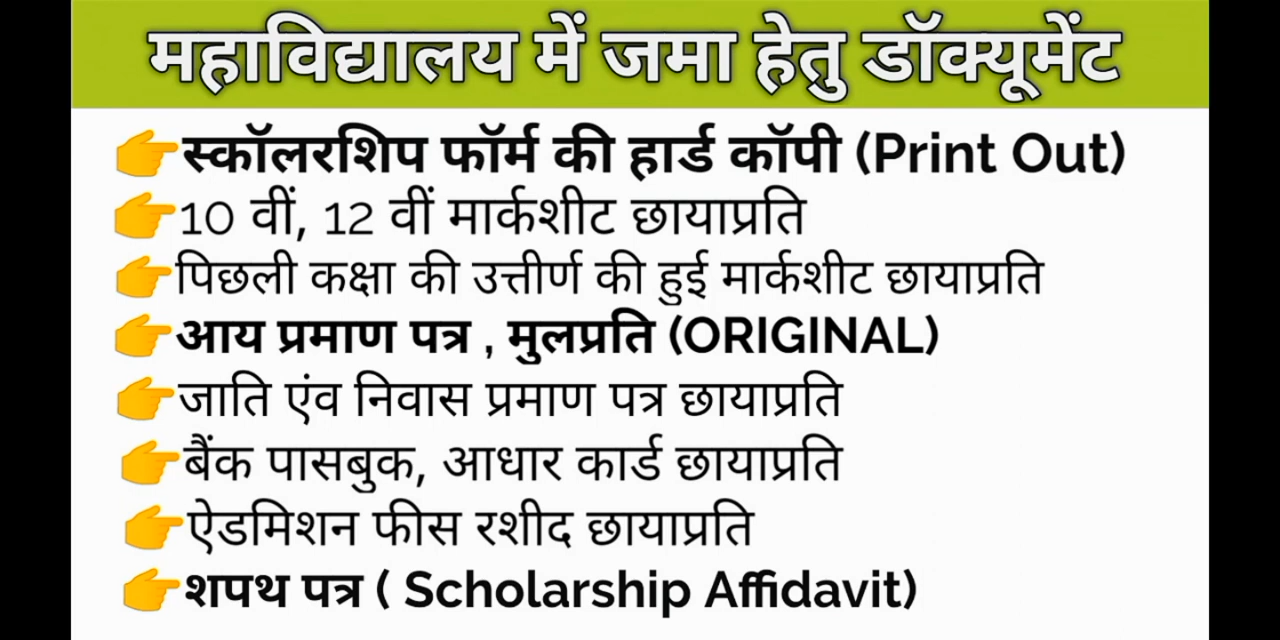 महाविद्यालय में जमा हेतु डॉक्यूमेंट
👉स्कॉलरशिप फॉर्म की हार्ड कॉपी (Print Out)
👉10 वीं, 12 वीं मार्कशीट छायाप्रति
👉पिछली कक्षा की उत्तीर्ण की हुई मार्कशीट छायाप्रति
👉आय प्रमाण पत्र , मुलप्रति (ORIGINAL)
👉जाति एंव निवास प्रमाण पत्र छायाप्रति
👉बैंक पासबुक, आधार कार्ड छायाप्रति
👉ऐडमिशन फीस रशीद छायाप्रति
👉शपथ पत्र ( Scholarship Affidavit)